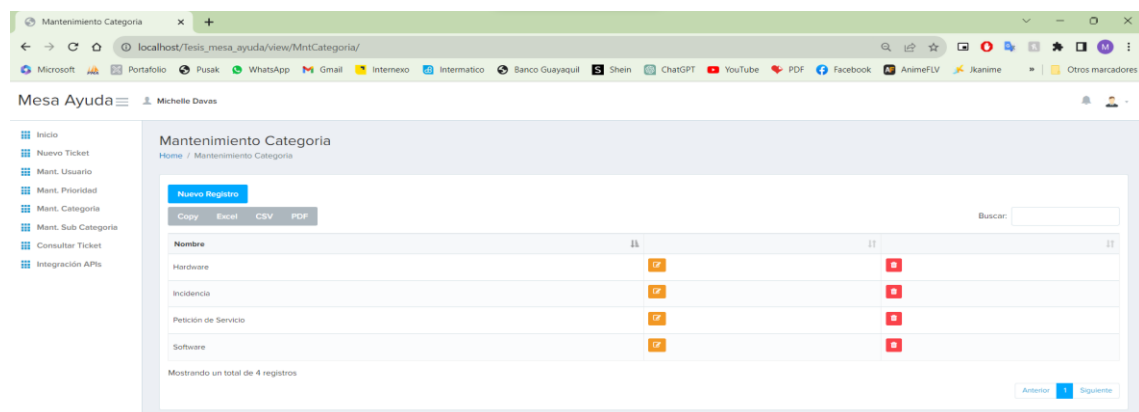 Mantenimiento Categoria
localhost/Tesis_mesa_ayuda/view/MntCategoria/
Microsoft
Portafolio
Pusak
WhatsApp
Gmail
Internexo
Intermatico
Banco Guayaquil
Shein
ChatGPT
YouTube
PDF
Facebook
AnimeFLV
Jkanime
Otros marcadores
Mesa Ayuda
Michelle Davas
Inicio
Nuevo Ticket
Mant. Usuario
Mant. Prioridad
Mant. Categoria
Mant. Sub Categoria
Consultar Ticket
Integración APIs
Mantenimiento Categoria
Home / Mantenimiento Categoria
Nuevo Registro
Copy Excel CSV PDF
Buscar:
Nombre
Hardware
Incidencia
Petición de Servicio
Software
Mostrando un total de 4 registros
Anterior 1 Siguiente